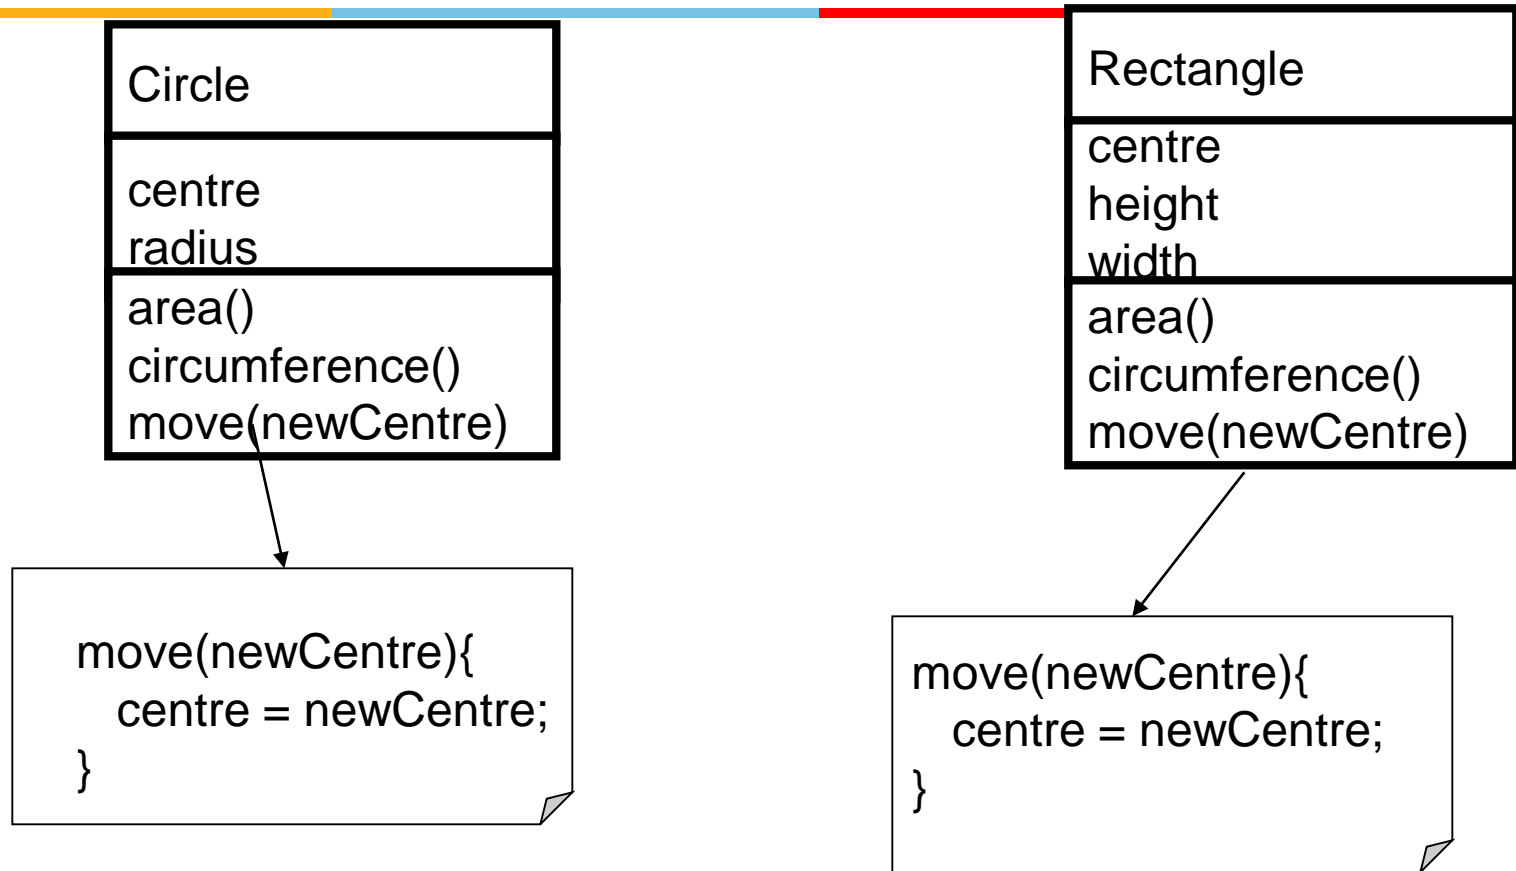 Circle
centre
radius
area()
circumference()
move(newCentre)
move(newCentre){
centre = newCentre;
}
Rectangle
centre
height
width
area()
circumference()
move(newCentre)
move(newCentre){
centre = newCentre;
}